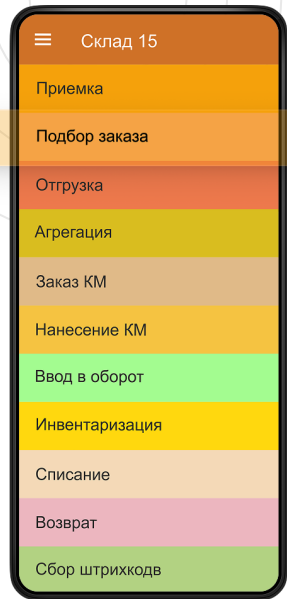 Склад 15
Приемка
Подбор заказа
Отгрузка
Агрегация
Заказ КМ
Нанесение КМ
Ввод в оборот
Инвентаризация
Списание
Возврат
Сбор штрихкодв